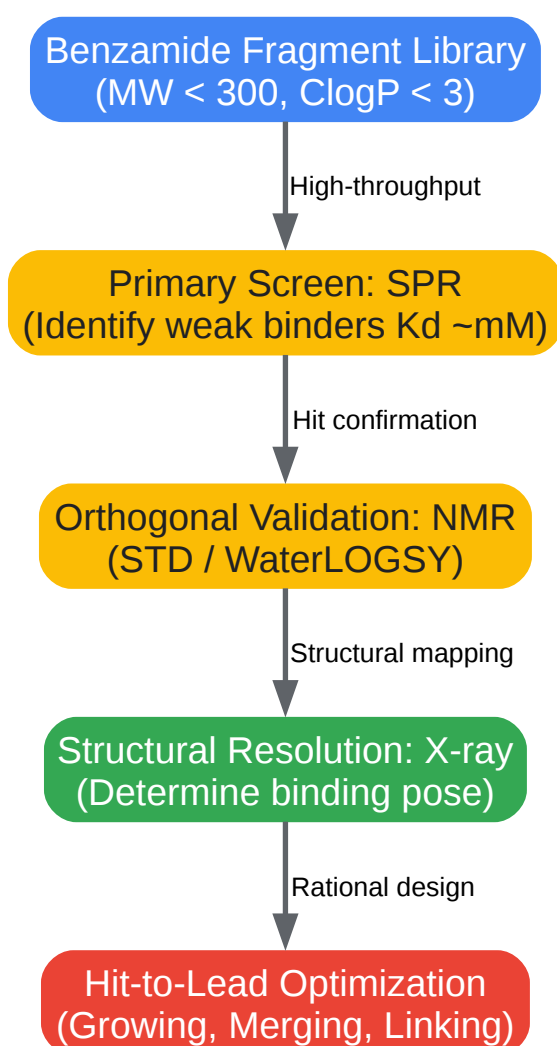 Benzamide Fragment Library
(MW < 300, ClogP < 3)
High-throughput
Primary Screen: SPR
(Identify weak binders Kd ~mM)
Hit confirmation
Orthogonal Validation: NMR
(STD / WaterLOGSY)
Structural mapping
Structural Resolution: X-ray
(Determine binding pose)
Rational design
Hit-to-Lead Optimization
(Growing, Merging, Linking)